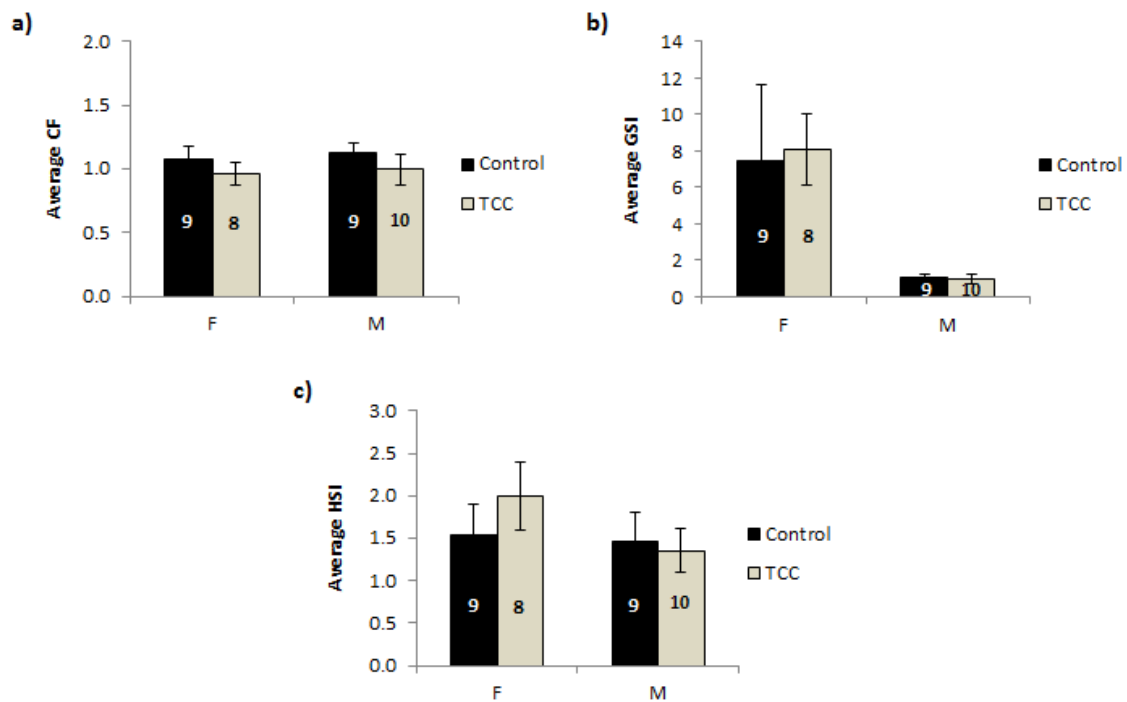 a)
2.0
1.5
1.0
0.5
0.0
Average CF
9
8
9
10
F
M
Control
TCC
b)
14
12
10
8
6
4
2
0
Average GSI
9
8
9
10
F
M
Control
TCC
c)
3.0
2.5
2.0
1.5
1.0
0.5
0.0
Average HSI
9
8
9
10
F
M
Control
TCC